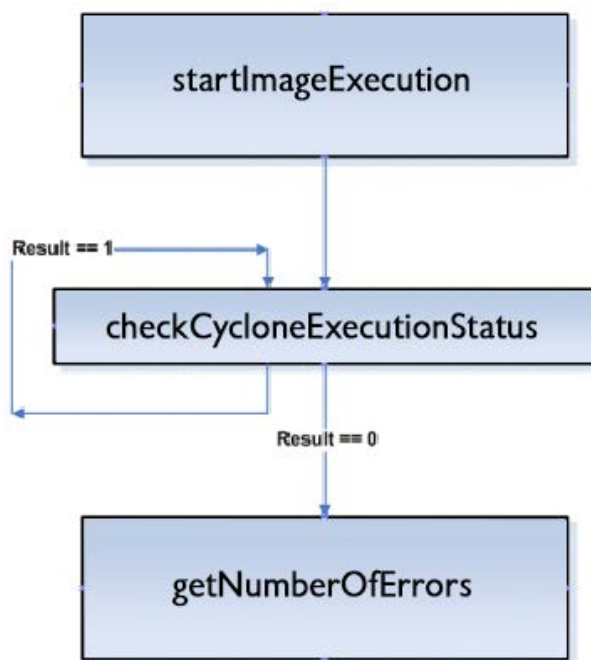 startImageExecution
Result == 1
checkCycloneExecutionStatus
Result == 0
getNumberOfErrors